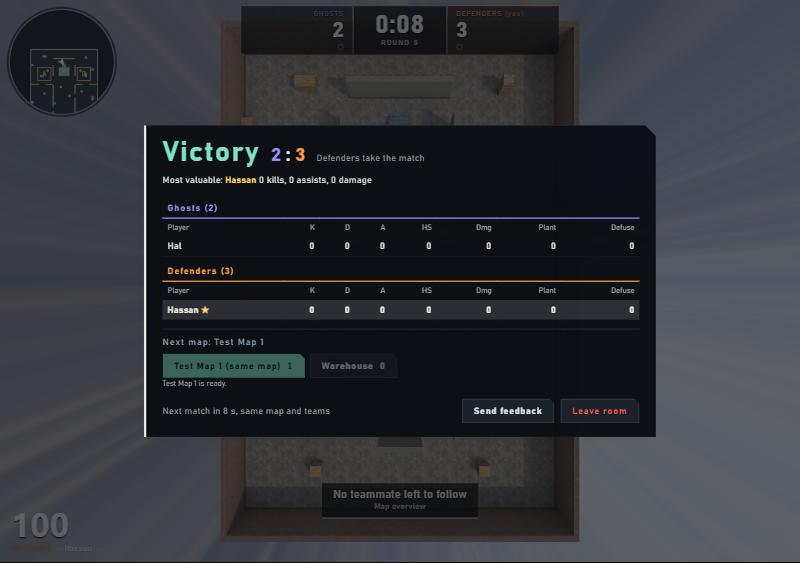 GHOSTS
2
0:08
ROUND 5
DEFENDERS (you)
3
Victory 2:3 Defenders take the match
Most valuable: Hassan 0 kills, 0 assists, 0 damage
Ghosts (2)
Player K D A HS Dmg Plant Defuse
Hal 0 0 0 0 0 0 0
Defenders (3)
Player K D A HS Dmg Plant Defuse
Hassan ★ 0 0 0 0 0 0 0
Next map: Test Map 1
Test Map 1 (same map) 1 Warehouse 0
Test Map 1 is ready.
Next match in 8 s, same map and teams Send feedback Leave room
No teammate left to follow
Map overview
100
Hassan